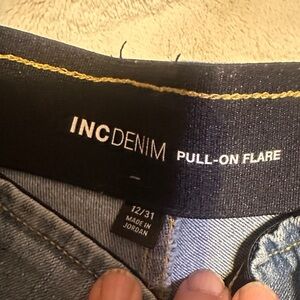 INCDENIM PULL-ON FLARE
12/31
MADE IN
JORDAN